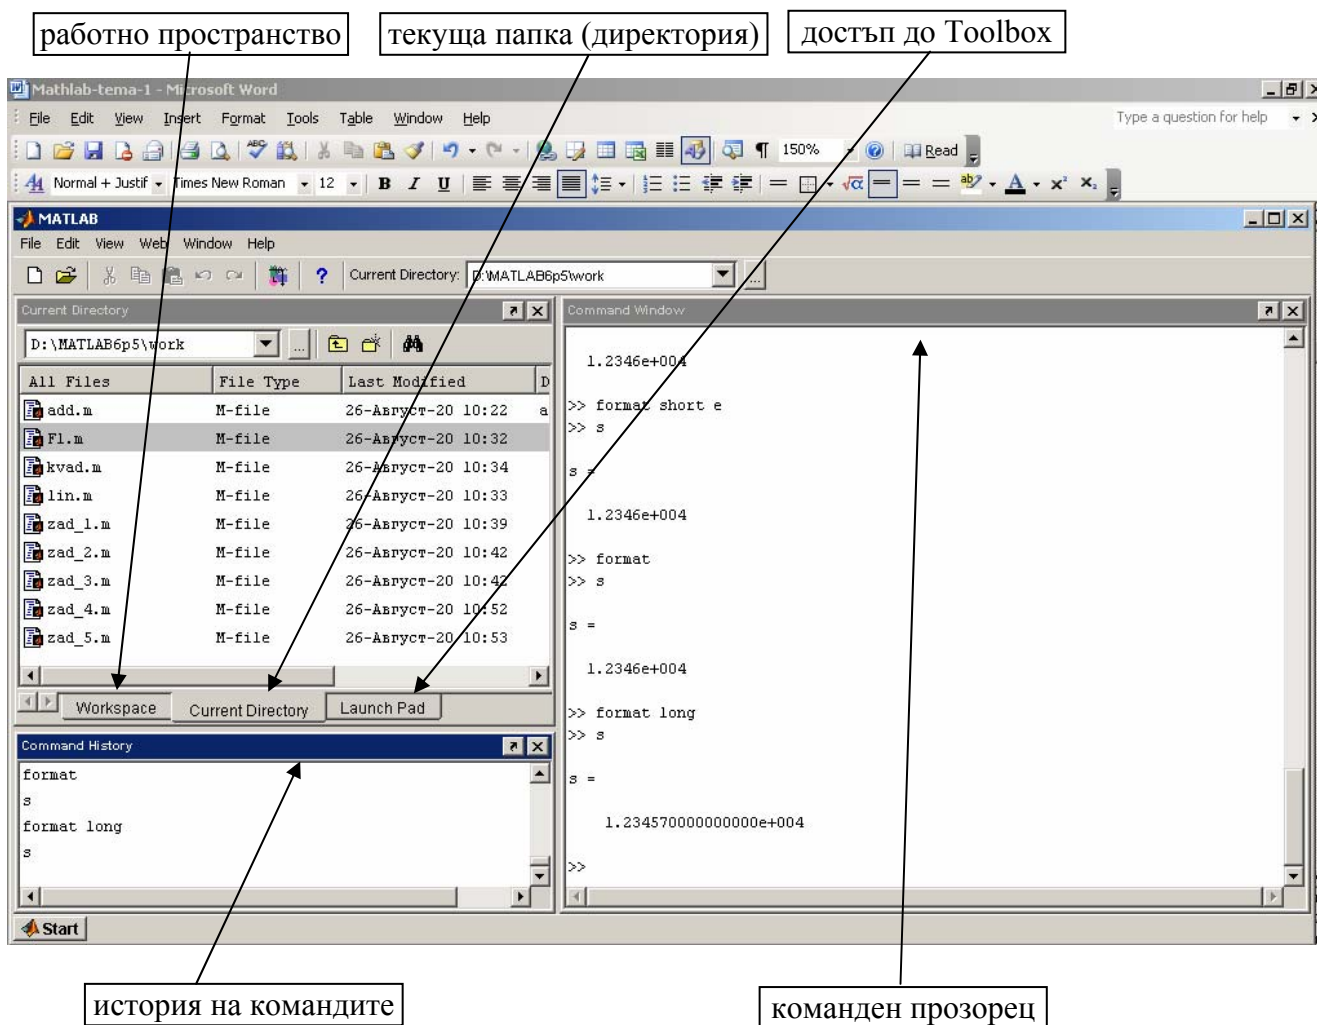 работно пространство
текуща папка (директория)
достъп до Toolbox
Mathlab-tema-1 - Microsoft Word
File Edit View Insert Format Tools Table Window Help
Type a question for help
150%
Read
Normal + Justif
Times New Roman
12
B I U
MATLAB
File Edit View Web Window Help
Current Directory: D:\MATLAB6p5\work
Current Directory
D:\MATLAB6p5\work
All Files File Type Last Modified D
add.m M-file 26-Август-20 10:22 a
F1.m M-file 26-Август-20 10:32
kvad.m M-file 26-Август-20 10:34
lin.m M-file 26-Август-20 10:33
zad_1.m M-file 26-Август-20 10:39
zad_2.m M-file 26-Август-20 10:42
zad_3.m M-file 26-Август-20 10:42
zad_4.m M-file 26-Август-20 10:52
zad_5.m M-file 26-Август-20 10:53
Workspace Current Directory Launch Pad
Command History
format
s
format long
s
Command Window
1.2346e+004
>> format short e
>> s
s =
1.2346e+004
>> format
>> s
s =
1.2346e+004
>> format long
>> s
s =
1.234570000000000e+004
>>
Start
история на командите
команден прозорец